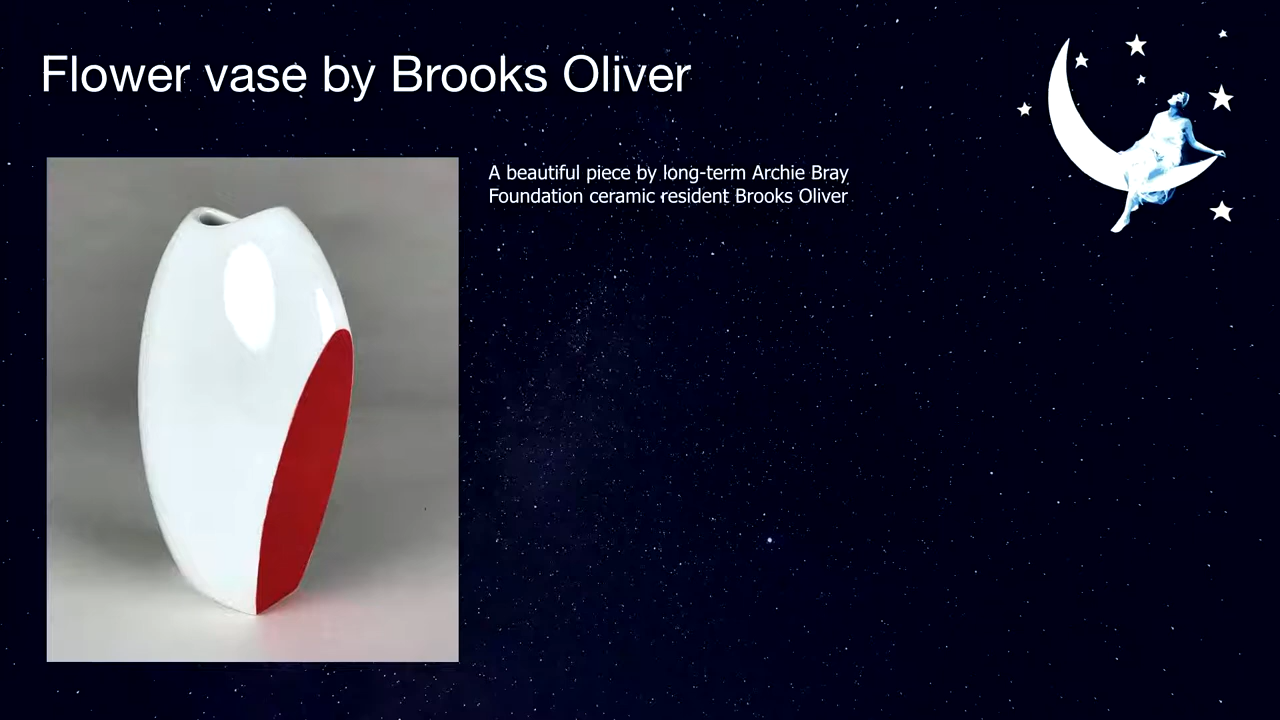 Flower vase by Brooks Oliver
A beautiful piece by long-term Archie Bray
Foundation ceramic resident Brooks Oliver